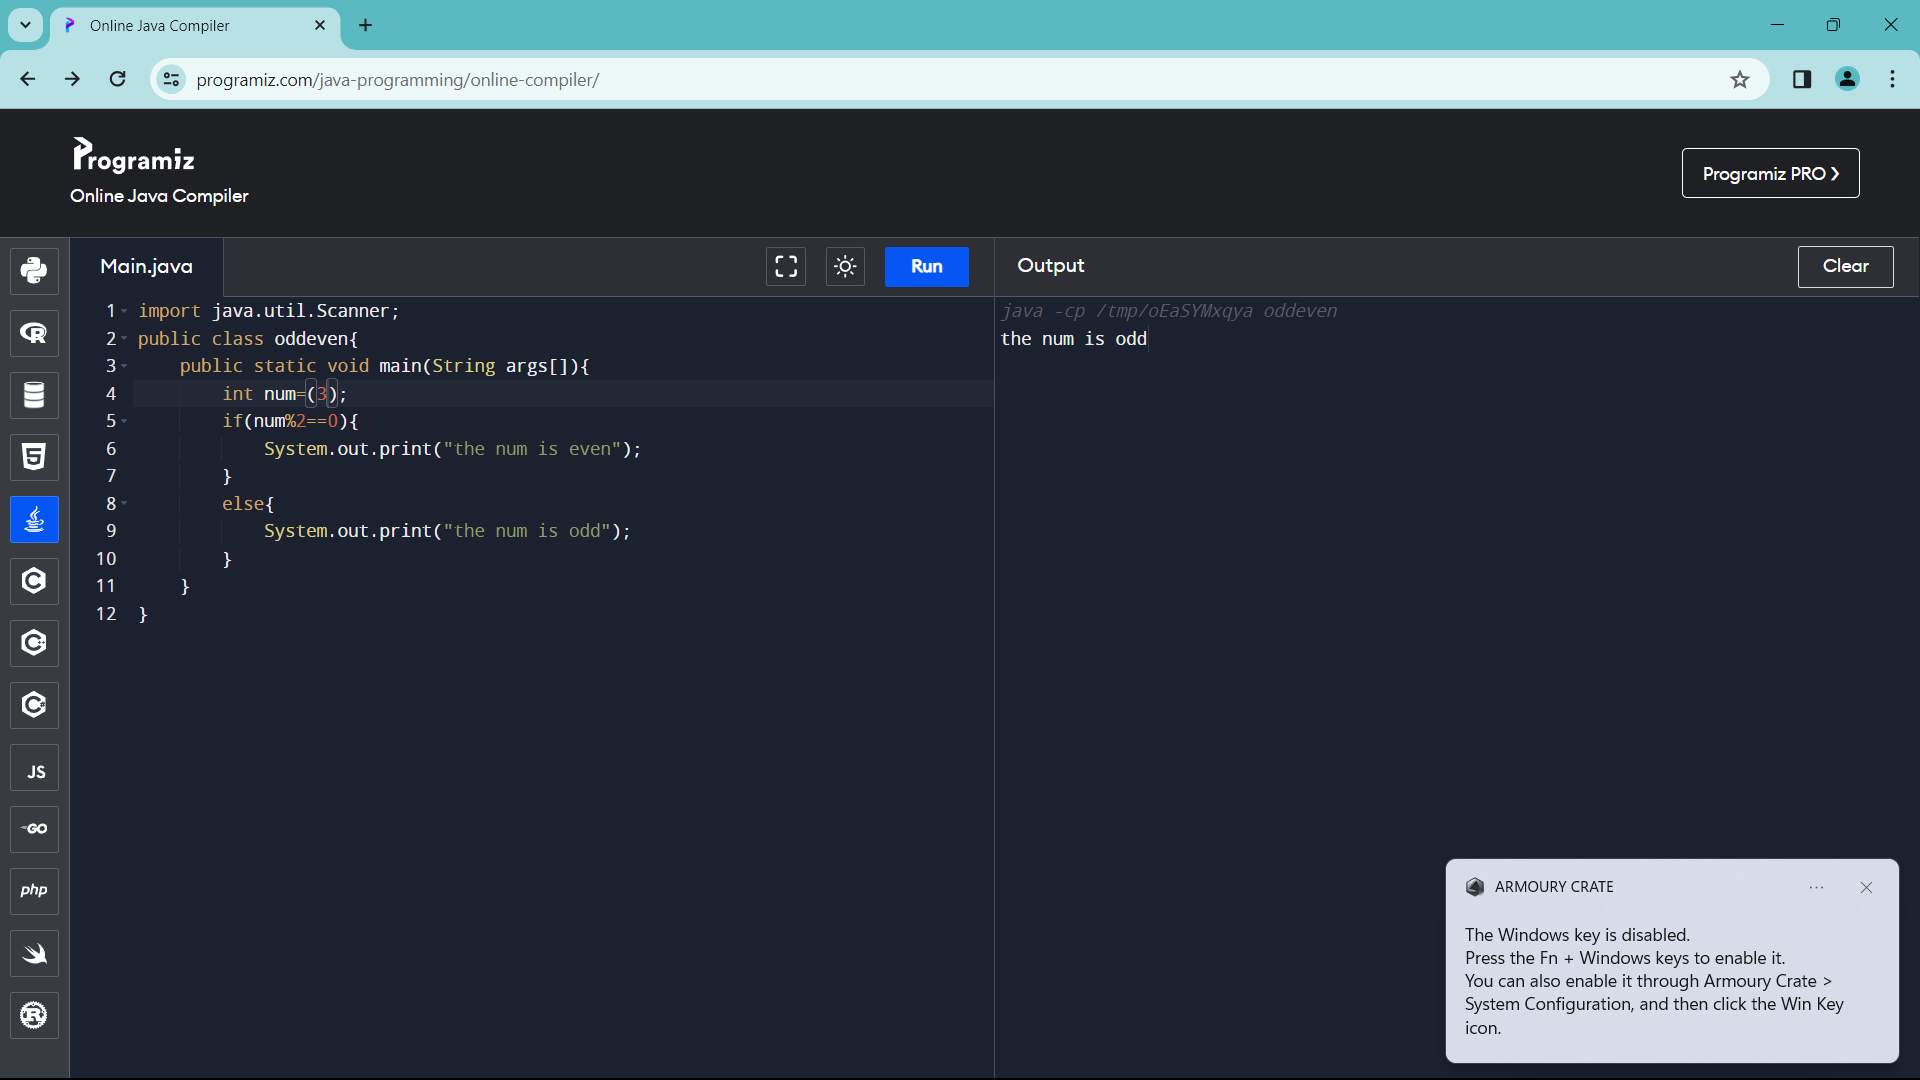 Online Java Compiler
programiz.com/java-programming/online-compiler/
Programiz
Online Java Compiler
Programiz PRO ❯
Main.java
Run
Output
Clear
1 import java.util.Scanner;
2 public class oddeven{
3 public static void main(String args[]){
4 int num=(3);
5 if(num%2==0){
6 System.out.print("the num is even");
7 }
8 else{
9 System.out.print("the num is odd");
10 }
11 }
12 }
java -cp /tmp/oEaSYMxqya oddeven
the num is odd
R
5
C
C++
C#
JS
GO
php
R
ARMOURY CRATE
The Windows key is disabled.
Press the Fn + Windows keys to enable it.
You can also enable it through Armoury Crate >
System Configuration, and then click the Win Key
icon.